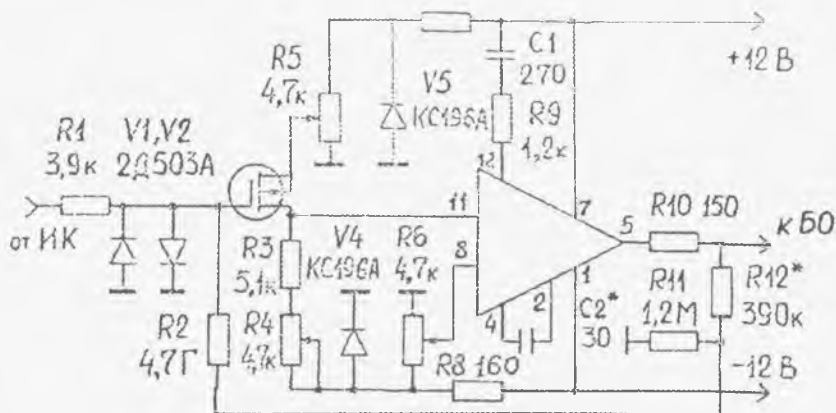 C1
270
+12 В
R5
4,7к
V5
КС196А
R9
1,2к
R1
3,9к
V1,V2
2Д503А
12
от ИК
11
7
5
R10 150
к БО
R3
5,1к
V4
КС196А
R6
4,7к
8
1
2
4
C2*
30
R11
1,2М
R12*
390к
R2
4,7Г
R4
4,7к
R8 160
-12 В